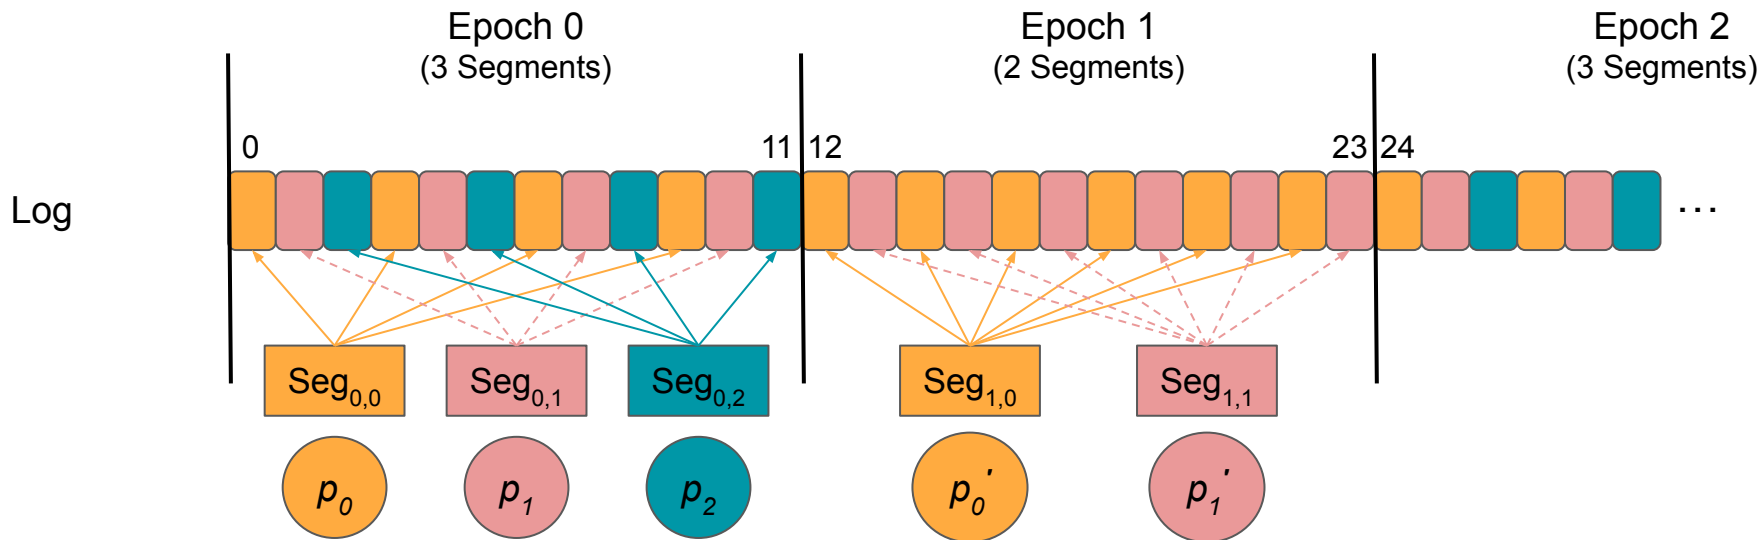 Epoch 0
(3 Segments)
Epoch 1
(2 Segments)
Epoch 2
(3 Segments)
0
11
12
23
24
Log
...
Seg0,0
Seg0,1
Seg0,2
Seg1,0
Seg1,1
p0
p1
p2
p0'
p1'